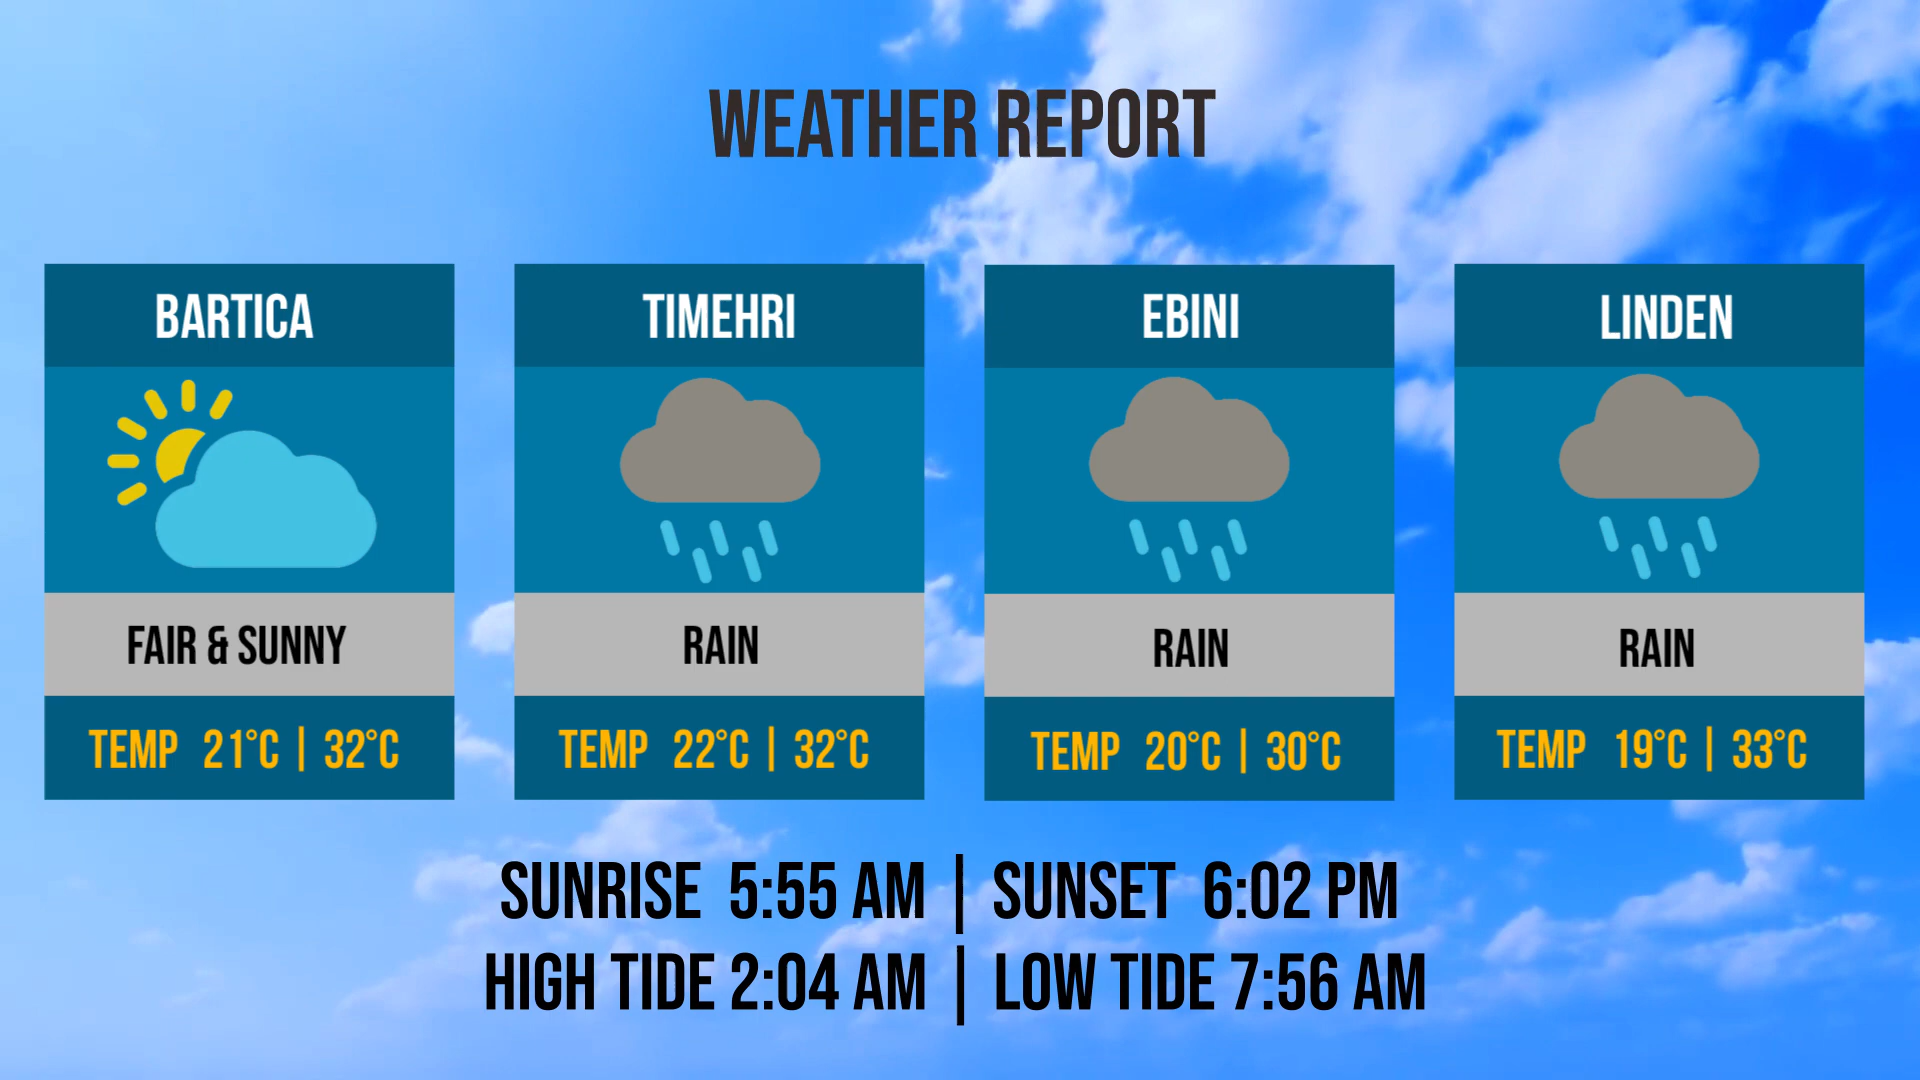 WEATHER REPORT
BARTICA
FAIR & SUNNY
TEMP 21°C | 32°C
TIMEHRI
RAIN
TEMP 22°C | 32°C
EBINI
RAIN
TEMP 20°C | 30°C
LINDEN
RAIN
TEMP 19°C | 33°C
SUNRISE 5:55 AM | SUNSET 6:02 PM
HIGH TIDE 2:04 AM | LOW TIDE 7:56 AM